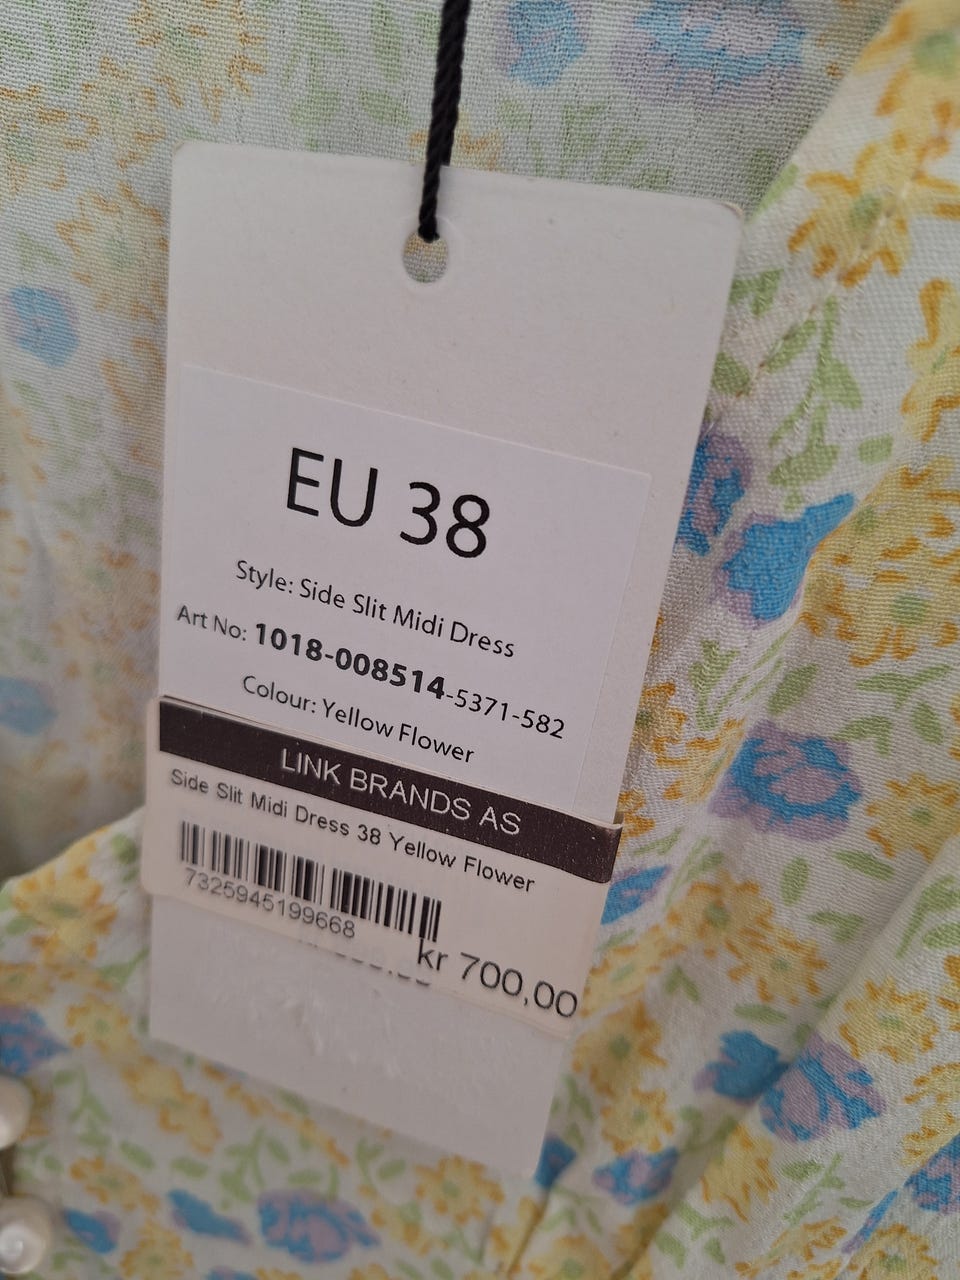 EU 38
Style: Side Slit Midi Dress
Art No: 1018-008514-5371-582
Colour: Yellow Flower
LINK BRANDS AS
Side Slit Midi Dress 38 Yellow Flower
7325945199668
kr 700,00